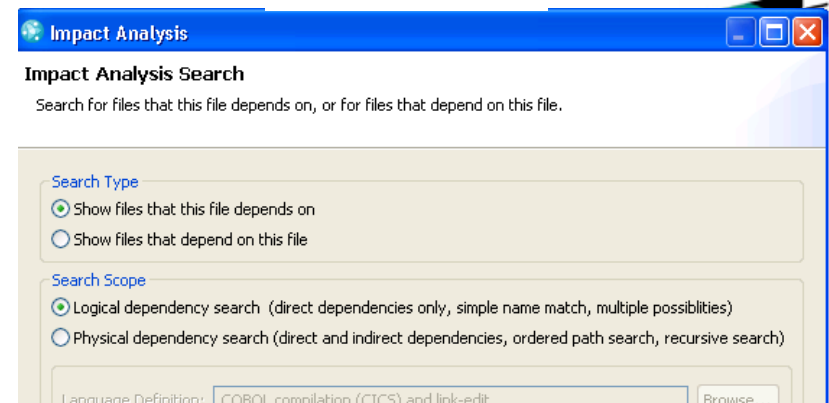 Impact Analysis
Impact Analysis Search
Search for files that this file depends on, or for files that depend on this file.
Search Type
Show files that this file depends on
Show files that depend on this file
Search Scope
Logical dependency search (direct dependencies only, simple name match, multiple possiblities)
Physical dependency search (direct and indirect dependencies, ordered path search, recursive search)
Language Definition: COBOL compilation (CICS) and link-edit Browse...